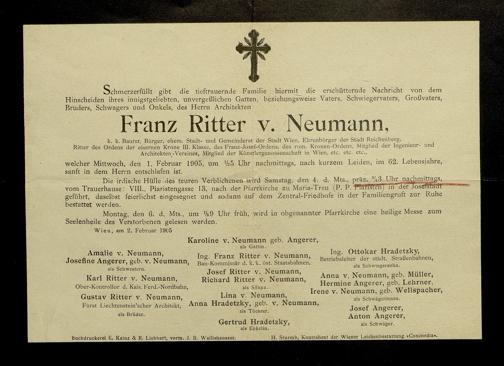 Schmerzerfüllt gibt die tieftrauernde Familie hiermit die erschütternde Nachricht von dem
Hinscheiden ihres innigstgeliebten, unvergeßlichen Gatten, beziehungsweise Vaters, Schwiegervaters, Großvaters,
Bruders, Schwagers und Onkels, des Herrn Architekten
Franz Ritter v. Neumann,
k. k. Baurat, Bürger, ehem. Stadt- und Gemeinderat der Stadt Wien, Ehrenbürger der Stadt Reichenberg,
Ritter des Ordens der eisernen Krone III. Klasse, des Franz-Josef-Ordens, des rum. Kronen-Ordens, Mitglied der Ingenieur- und
Architekten-Vereines, Mitglied der Künstlergenossenschaft in Wien, etc. etc. etc.,
welcher Mittwoch, den 1. Februar 1905, um ½5 Uhr nachmittags, nach kurzem Leiden, im 62. Lebensjahre,
sanft in dem Herrn entschlafen ist.
Die irdische Hülle des teuren Verblichenen wird Samstag, den 4. d. Mts., präz. Uhr nachmittags,
vom Trauerhause: VIII., Piaristengasse 13, nach der Pfarrkirche zu Maria-Treu (P. P. Piaristen) in der Josefstadt
geführt, daselbst feierlichst eingesegnet und sodann auf dem Zentral-Friedhofe in der Familiengruft zur Ruhe
bestattet werden.
Montag, den 6. d. Mts., um Uhr früh, wird in obgenannter Pfarrkirche eine heilige Messe zum
Seelenheile des Verstorbenen gelesen werden.
Wien, am 2. Februar 1905
Karoline v. Neumann geb. Angerer,
als Gattin.
Amalie v. Neumann,
Josefine Angerer, geb. v. Neumann,
als Schwestern.
Karl Ritter v. Neumann,
Ober-Kontrollor d. Kais. Ferd.-Nordbahn,
Gustav Ritter v. Neumann,
Fürst Liechtenstein'scher Architekt,
als Brüder.
Ing. Franz Ritter v. Neumann,
Bau-Kommissär d. k. k. öst. Staatsbahnen,
Josef Ritter v. Neumann,
Richard Ritter v. Neumann,
als Söhne.
Lina v. Neumann,
Anna Hradetzky, geb. v. Neumann,
als Töchter.
Gertrud Hradetzky,
als Enkelin.
Ing. Ottokar Hradetzky,
Betriebsleiter der städt. Straßenbahnen,
als Schwiegersohn.
Anna v. Neumann, geb. Müller,
Hermine Angerer, geb. Lehrner,
Irene v. Neumann, geb. Wellspacher,
als Schwägerinnen.
Josef Angerer,
Anton Angerer,
als Schwäger.
Buchdruckerei E. Kainz & R. Liebhart, vorm. J. B. Wallishausser.
H. Stavrsch, Kontrahent der Wiener Leichenbestattung «Concordia».